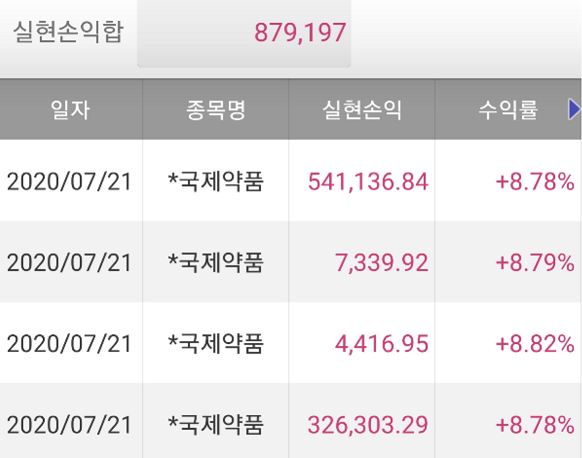 실현손익합 879,197
일자 종목명 실현손익 수익률
2020/07/21 *국제약품 541,136.84 +8.78%
2020/07/21 *국제약품 7,339.92 +8.79%
2020/07/21 *국제약품 4,416.95 +8.82%
2020/07/21 *국제약품 326,303.29 +8.78%